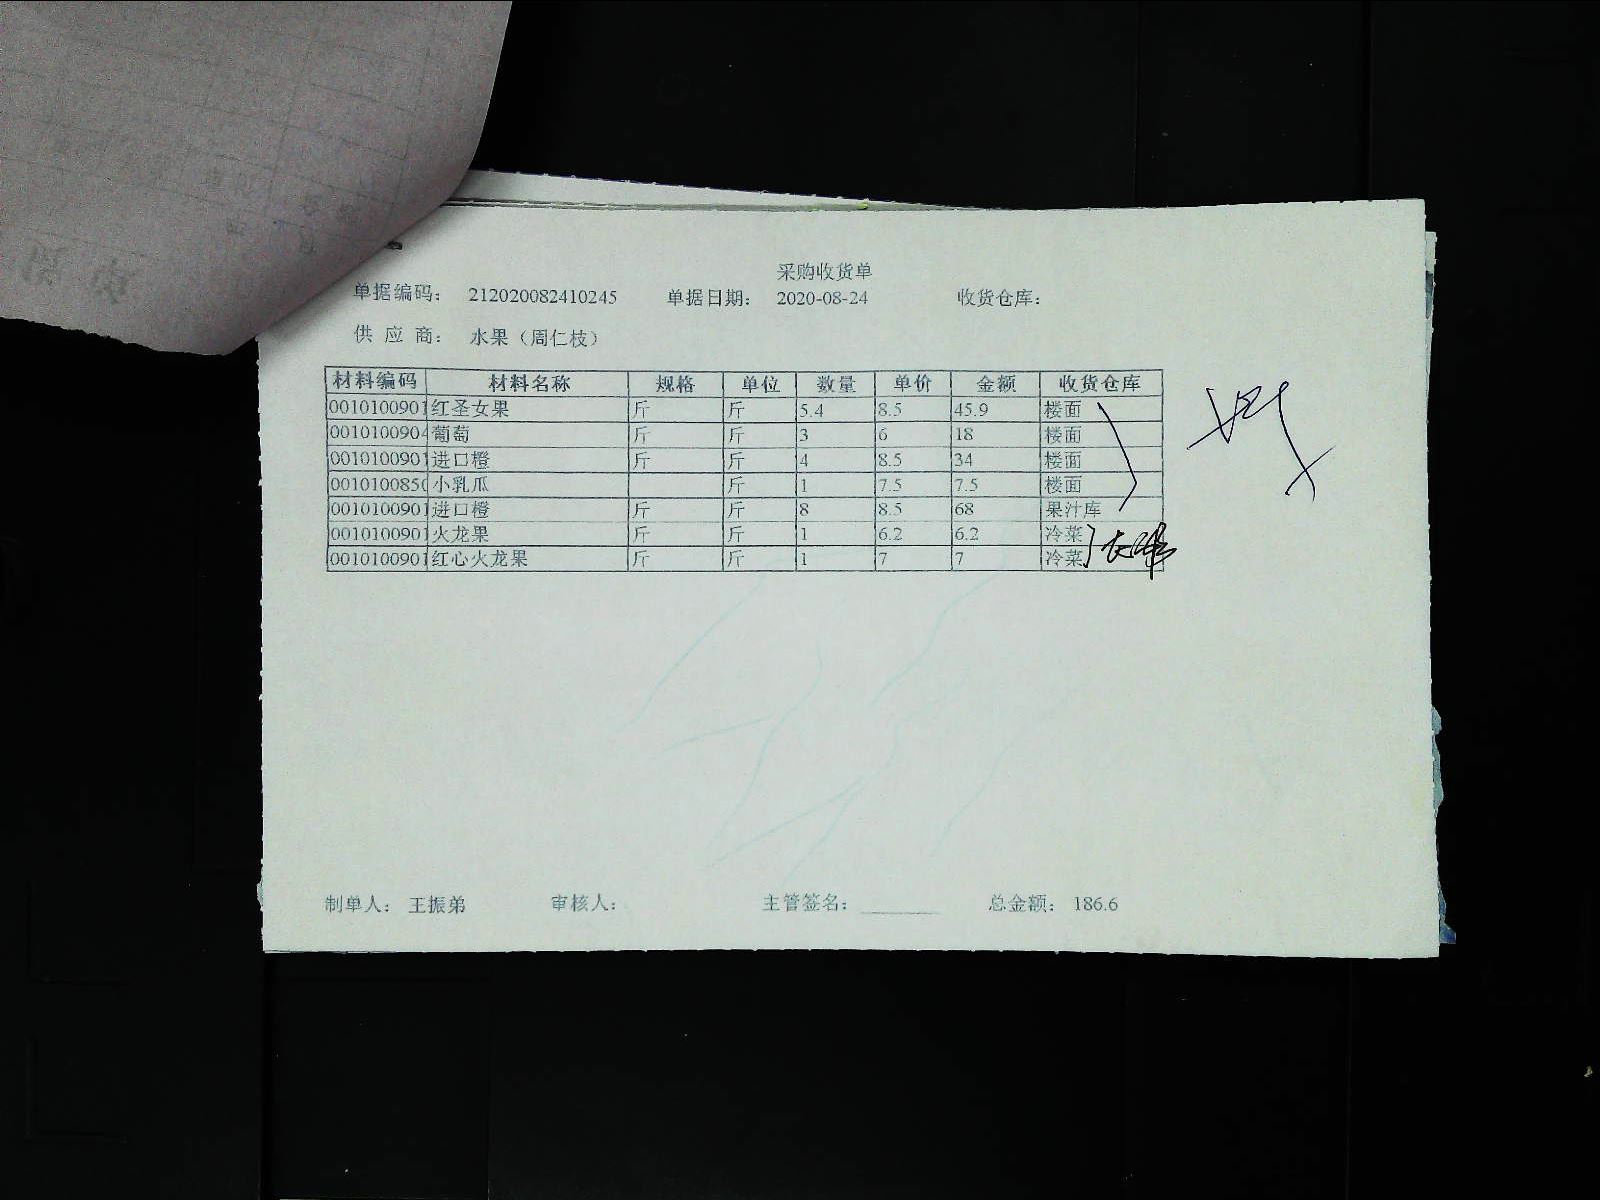 采购收货单
单据编码： 212020082410245 单据日期： 2020-08-24 收货仓库：
供 应 商： 水果（周仁枝）
材料编码 材料名称 规格 单位 数量 单价 金额 收货仓库
0010100901 红圣女果 斤 斤 5.4 8.5 45.9 楼面
0010100904 葡萄 斤 斤 3 6 18 楼面
0010100901 进口橙 斤 斤 4 8.5 34 楼面
0010100850 小乳瓜 斤 1 7.5 7.5 楼面
0010100901 进口橙 斤 斤 8 8.5 68 果汁库
0010100901 火龙果 斤 斤 1 6.2 6.2 冷菜
0010100901 红心火龙果 斤 斤 1 7 7 冷菜
制单人： 王振弟 审核人： 主管签名： 总金额： 186.6